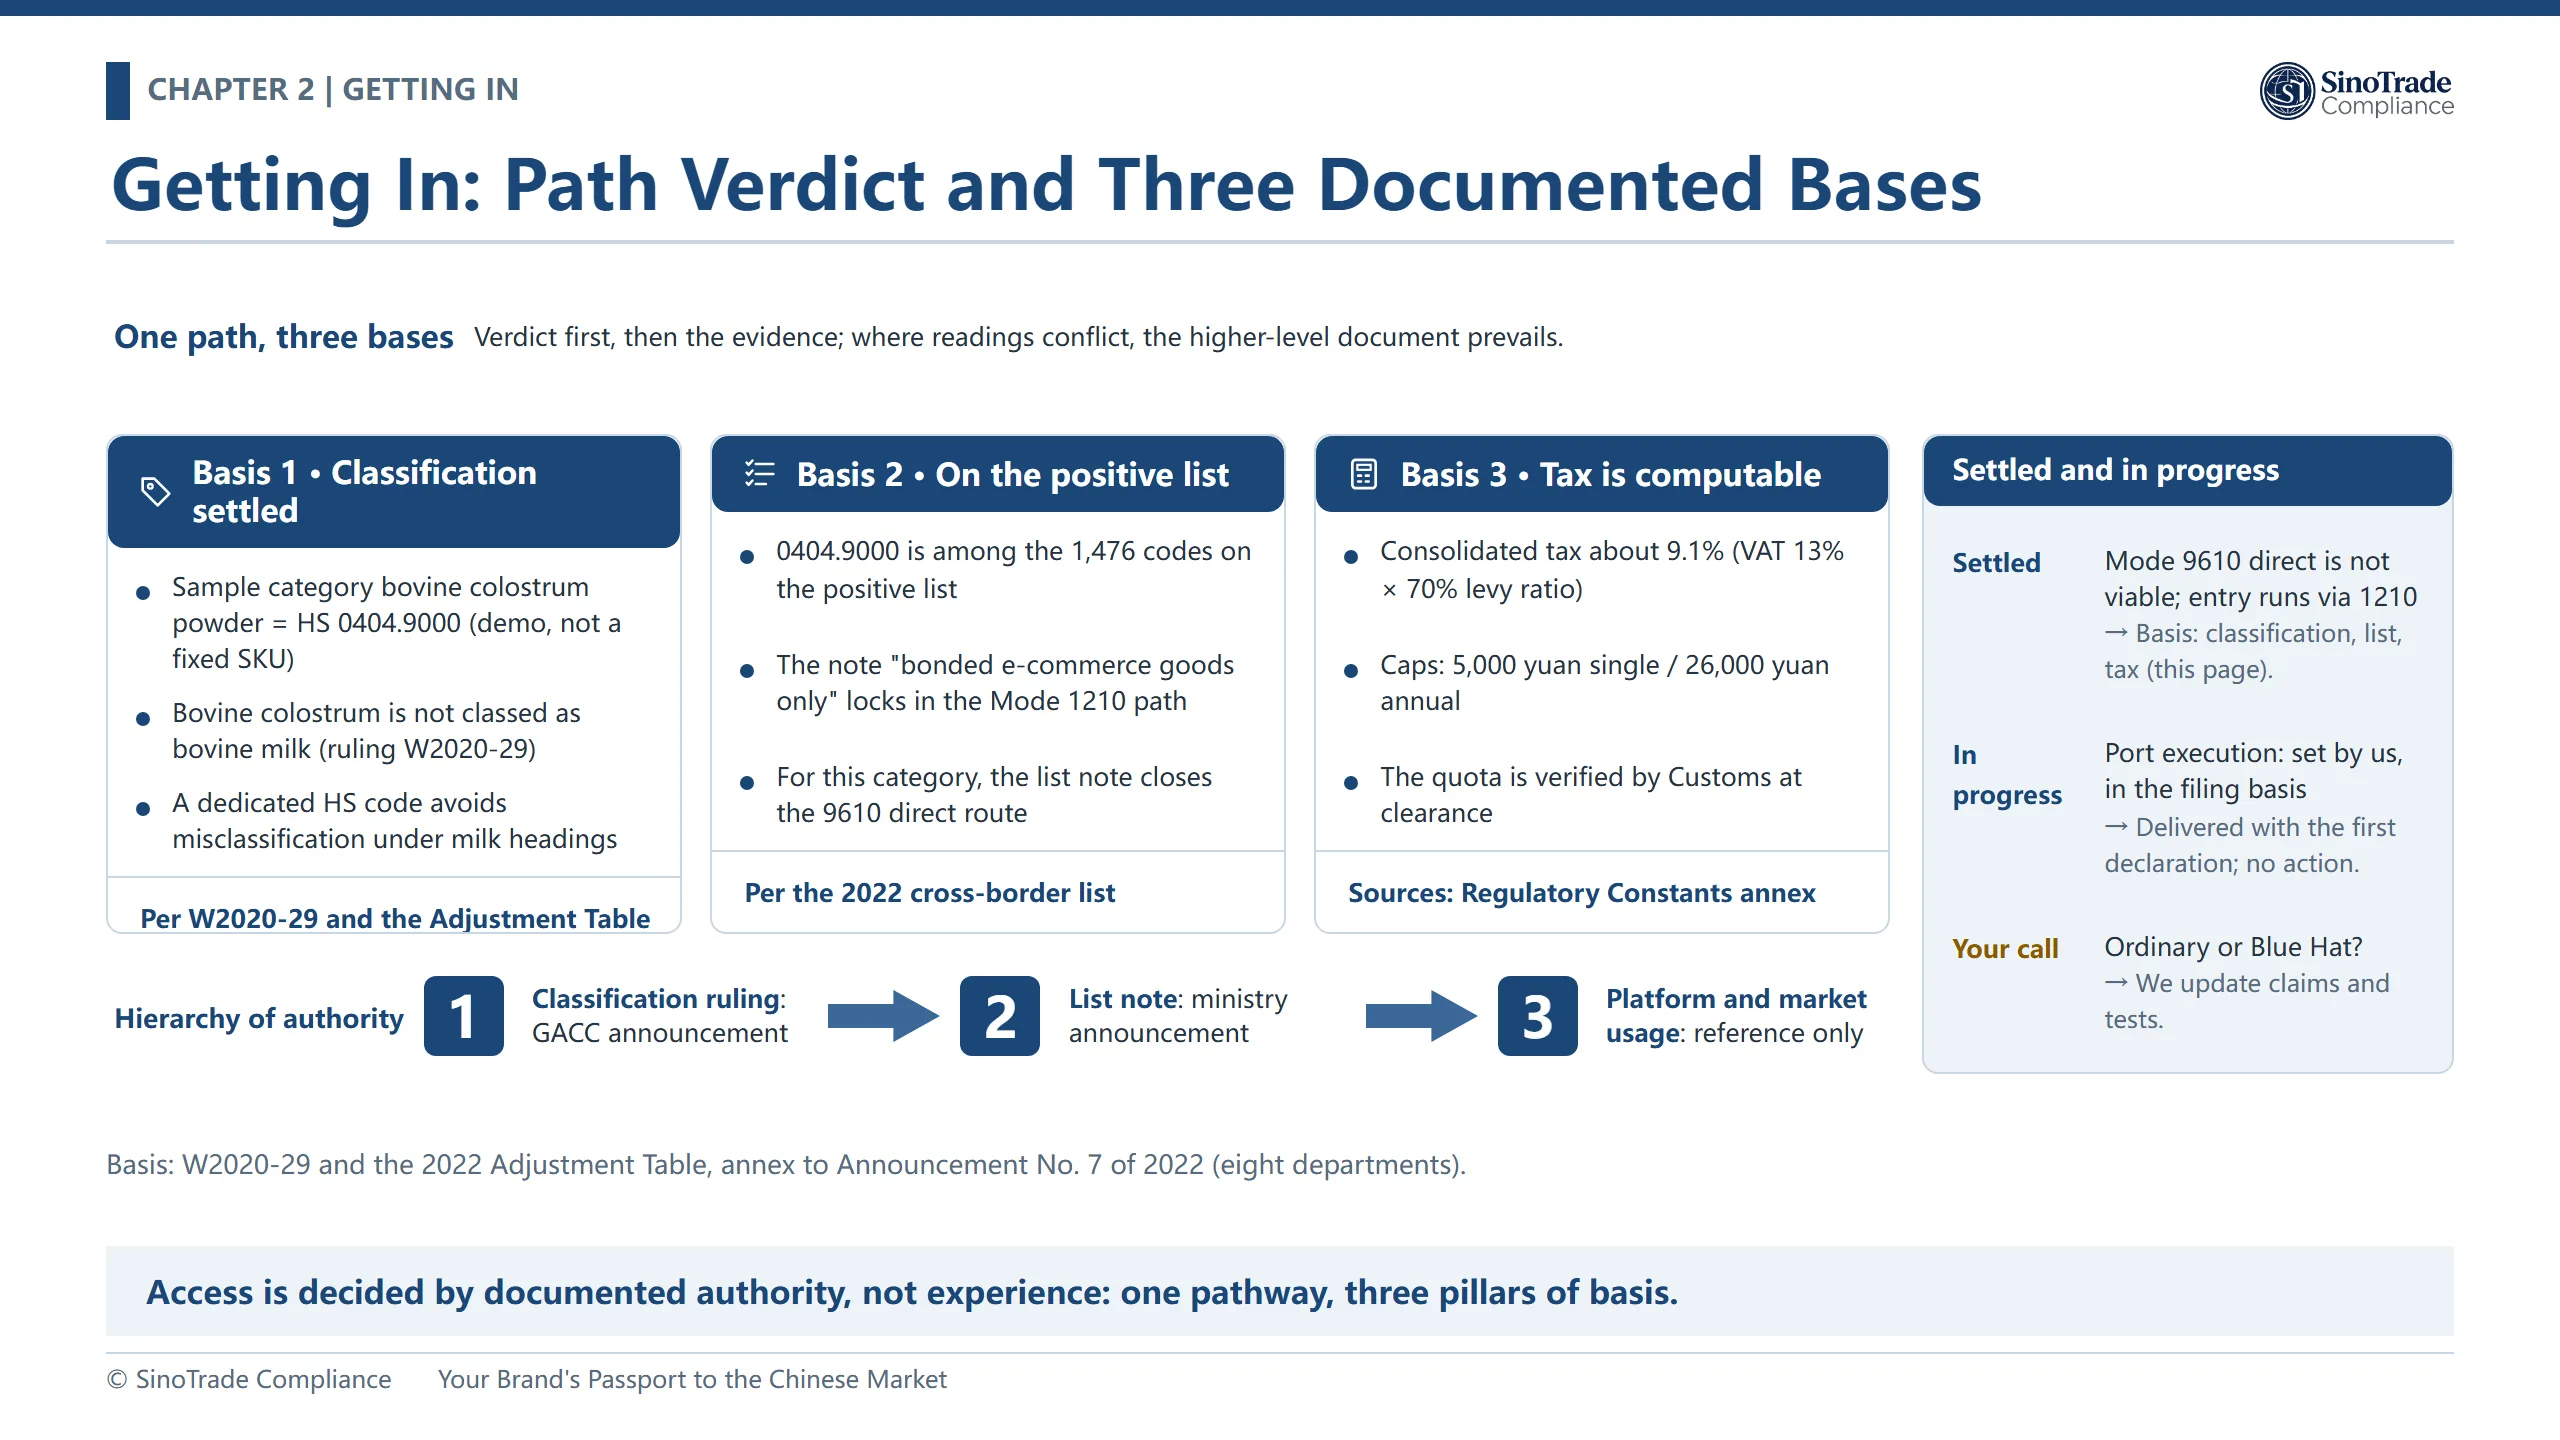 CHAPTER 2 | GETTING IN
SinoTrade
Compliance
Getting In: Path Verdict and Three Documented Bases
One path, three bases Verdict first, then the evidence; where readings conflict, the higher-level document prevails.
Basis 1 • Classification
settled
Sample category bovine colostrum
powder = HS 0404.9000 (demo, not a
fixed SKU)
Bovine colostrum is not classed as
bovine milk (ruling W2020-29)
A dedicated HS code avoids
misclassification under milk headings
Per W2020-29 and the Adjustment Table
Basis 2 • On the positive list
0404.9000 is among the 1,476 codes on
the positive list
The note "bonded e-commerce goods
only" locks in the Mode 1210 path
For this category, the list note closes
the 9610 direct route
Per the 2022 cross-border list
Basis 3 • Tax is computable
Consolidated tax about 9.1% (VAT 13%
× 70% levy ratio)
Caps: 5,000 yuan single / 26,000 yuan
annual
The quota is verified by Customs at
clearance
Sources: Regulatory Constants annex
Settled and in progress
Settled
Mode 9610 direct is not
viable; entry runs via 1210
→ Basis: classification, list,
tax (this page).
In
progress
Port execution: set by us,
in the filing basis
→ Delivered with the first
declaration; no action.
Your call
Ordinary or Blue Hat?
→ We update claims and
tests.
Hierarchy of authority
1
Classification ruling:
GACC announcement
2
List note: ministry
announcement
3
Platform and market
usage: reference only
Basis: W2020-29 and the 2022 Adjustment Table, annex to Announcement No. 7 of 2022 (eight departments).
Access is decided by documented authority, not experience: one pathway, three pillars of basis.
© SinoTrade Compliance Your Brand's Passport to the Chinese Market